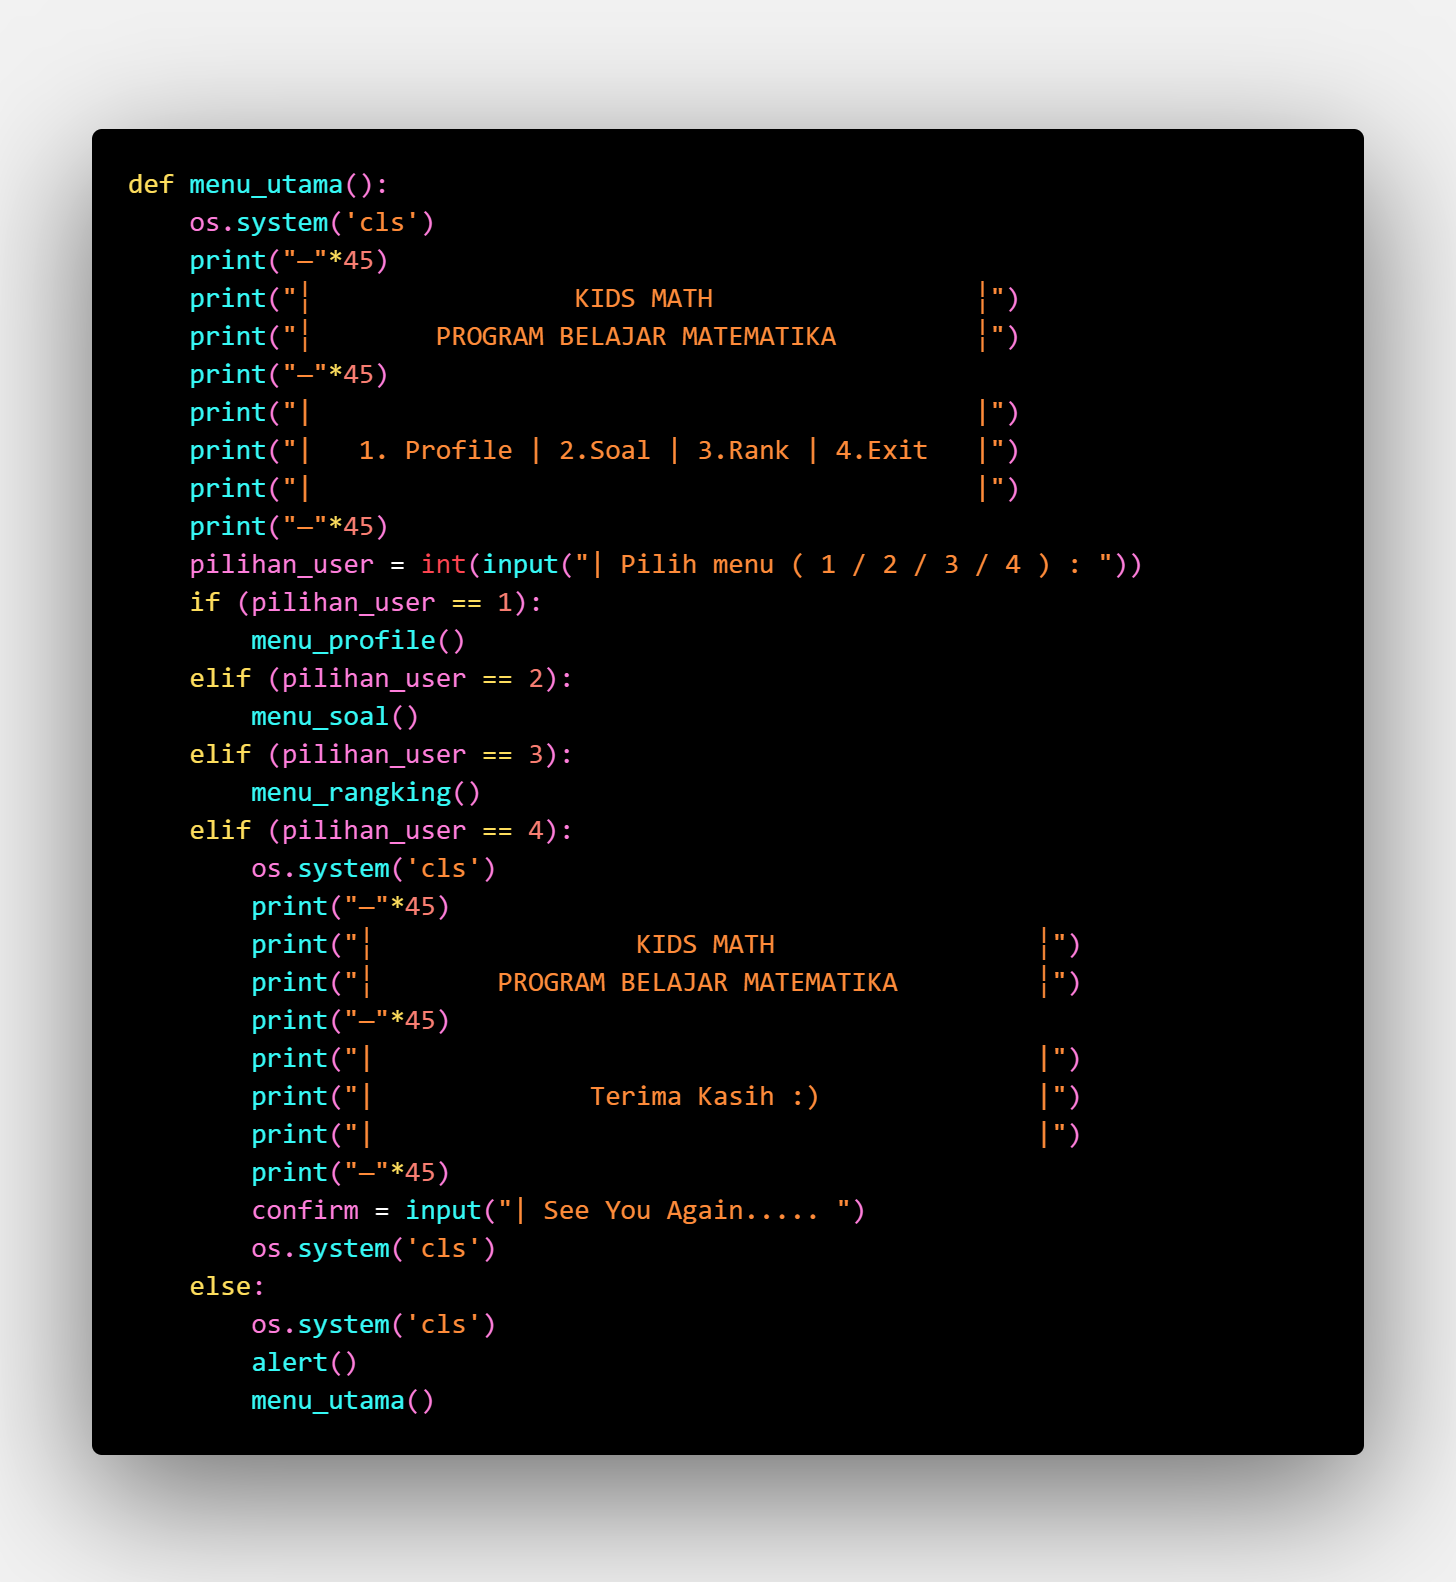 def menu_utama():
    os.system('cls')
    print("—"*45)
    print("¦                 KIDS MATH                 ¦")
    print("¦        PROGRAM BELAJAR MATEMATIKA         ¦")
    print("—"*45)
    print("|                                           |")
    print("|   1. Profile | 2.Soal | 3.Rank | 4.Exit   |")
    print("|                                           |")
    print("—"*45)
    pilihan_user = int(input("| Pilih menu ( 1 / 2 / 3 / 4 ) : "))
    if (pilihan_user == 1):
        menu_profile()
    elif (pilihan_user == 2):
        menu_soal()
    elif (pilihan_user == 3):
        menu_rangking()
    elif (pilihan_user == 4):
        os.system('cls')
        print("—"*45)
        print("¦                 KIDS MATH                 ¦")
        print("¦        PROGRAM BELAJAR MATEMATIKA         ¦")
        print("—"*45)
        print("|                                           |")
        print("|              Terima Kasih :)              |")
        print("|                                           |")
        print("—"*45)
        confirm = input("| See You Again..... ")
        os.system('cls')
    else:
        os.system('cls')
        alert()
        menu_utama()